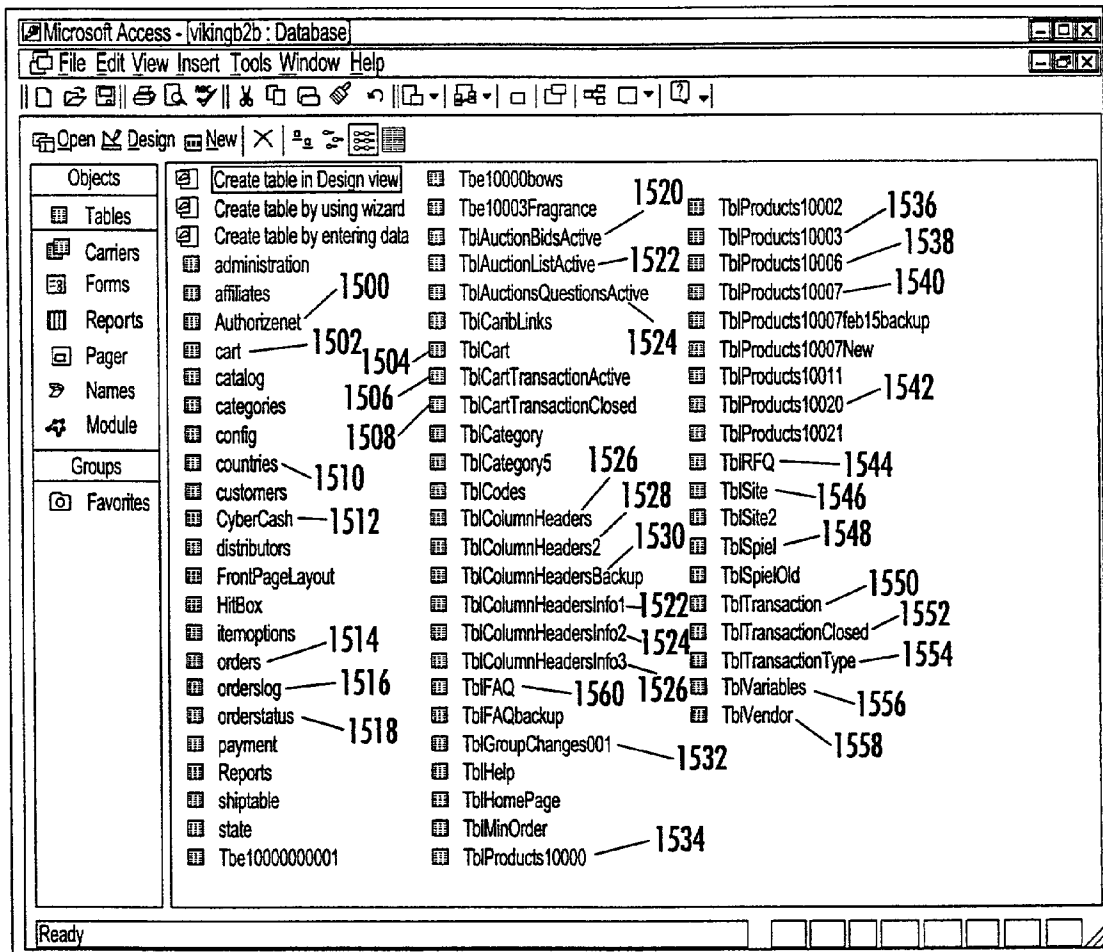 Microsoft Access - [vikingb2b : Database]
File Edit View Insert Tools Window Help
Open Design New
Objects
Tables
Carriers
Forms
Reports
Pager
Names
Module
Groups
Favorites
Create table in Design view
Create table by using wizard
Create table by entering data
administration
affiliates
Authorizenet 1500
cart 1502
catalog
categories
config
countries 1510
customers
CyberCash 1512
distributors
FrontPageLayout
HitBox
itemoptions
orders 1514
orderslog 1516
orderstatus 1518
payment
Reports
shiptable
state
Tbe10000000001
Tbe10000bows
Tbe10003Fragrance
TblAuctionBidsActive 1520
TblAuctionListActive 1522
TblAuctionsQuestionsActive 1524
TblCaribLinks
1504 TblCart
1506 TblCartTransactionActive
1508 TblCartTransactionClosed
TblCategory
TblCategory5
TblCodes
TblColumnHeaders 1526
TblColumnHeaders2 1528
TblColumnHeadersBackup 1530
TblColumnHeadersInfo1 1522
TblColumnHeadersInfo2 1524
TblColumnHeadersInfo3 1526
TblFAQ 1560
TblFAQbackup
TblGroupChanges001 1532
TblHelp
TblHomePage
TblMinOrder
TblProducts10000 1534
TblProducts10002
TblProducts10003 1536
TblProducts10006 1538
TblProducts10007 1540
TblProducts10007feb15backup
TblProducts10007New
TblProducts10011
TblProducts10020 1542
TblProducts10021
TblRFQ 1544
TblSite 1546
TblSite2
TblSpiel 1548
TblSpielOld
TblTransaction 1550
TblTransactionClosed 1552
TblTransactionType 1554
TblVariables 1556
TblVendor 1558
Ready